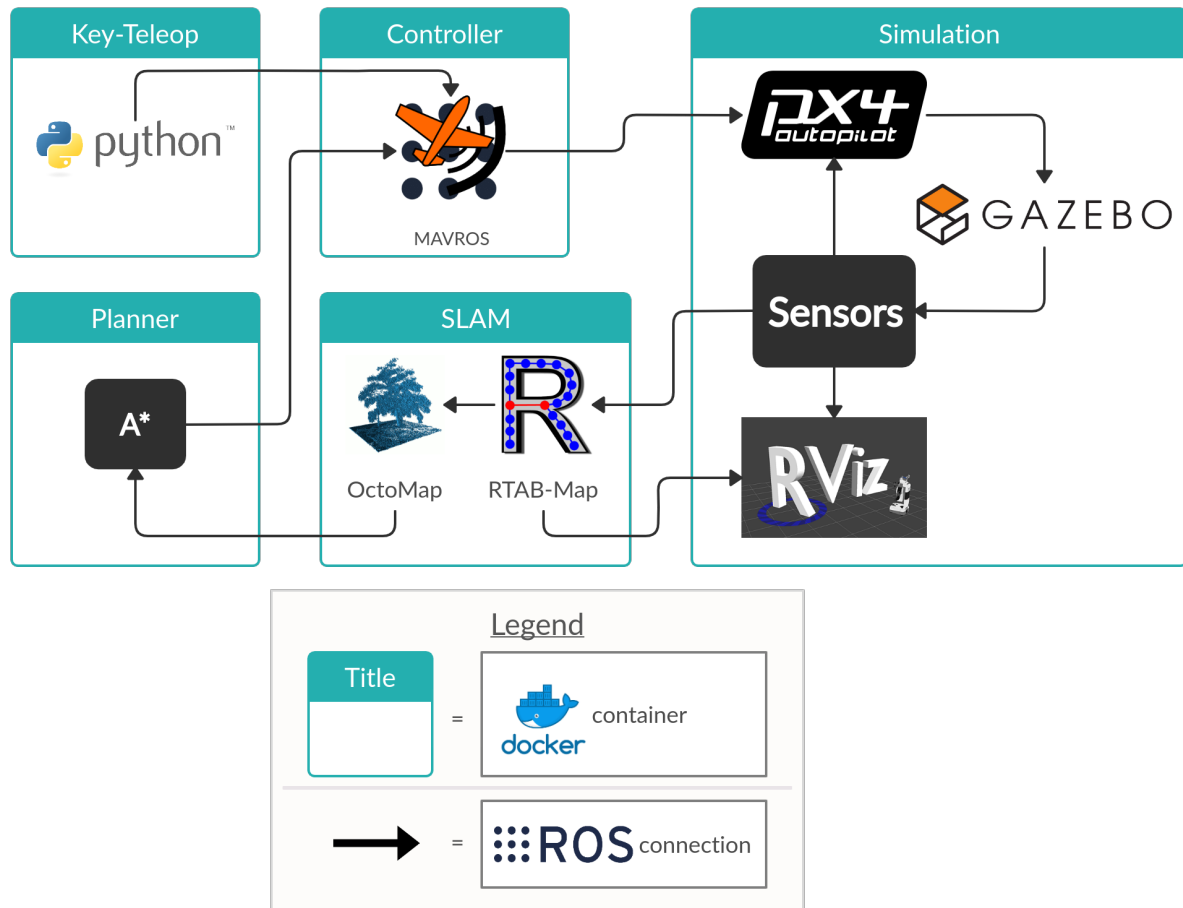 Key-Teleop
python™
Controller
MAVROS
Simulation
PX4
autopilot
GAZEBO
Sensors
RViz
Planner
A*
SLAM
OctoMap
RTAB-Map
R
Legend
Title
=
docker
container
=
ROS
connection